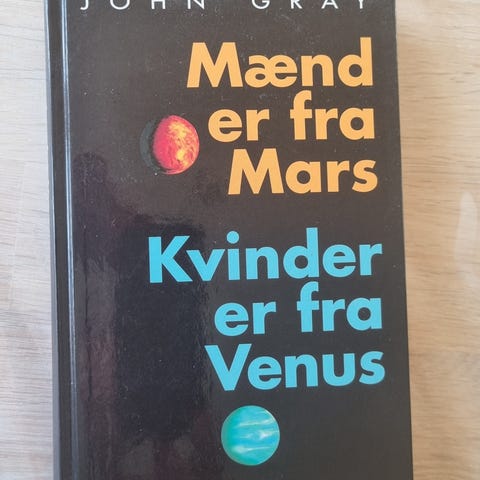 JOHN GRAY
Mænd
er fra
Mars
Kvinder
er fra
Venus